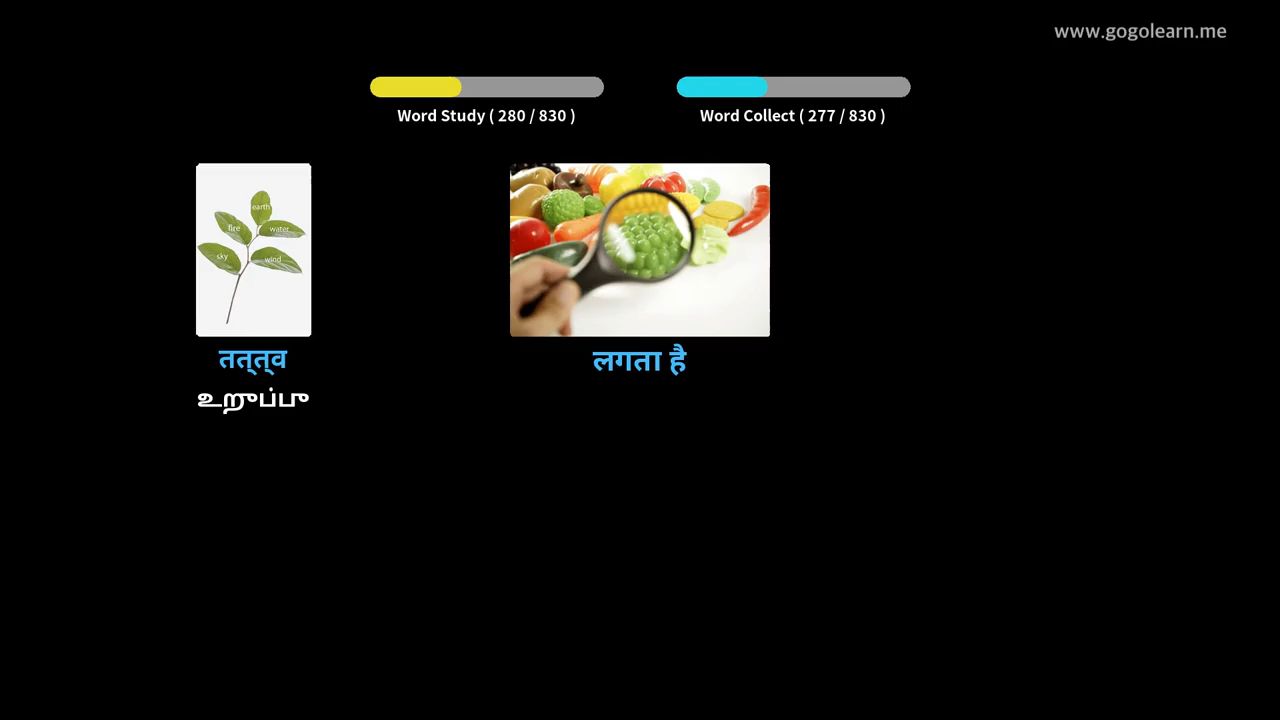 www.gogolearn.me
Word Study ( 280 / 830 )
Word Collect ( 277 / 830 )
earth
fire
water
sky
wind
तत्त्व
लगता है
உறுப்பு